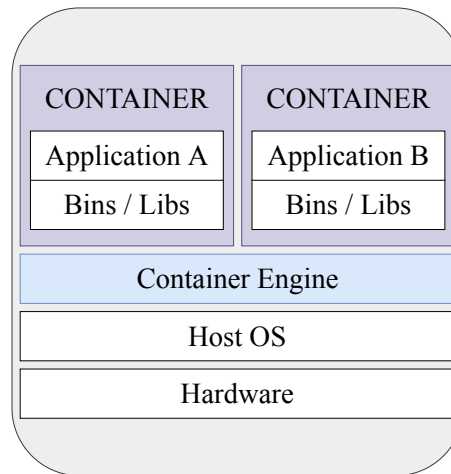 CONTAINER
Application A
Bins / Libs
CONTAINER
Application B
Bins / Libs
Container Engine
Host OS
Hardware